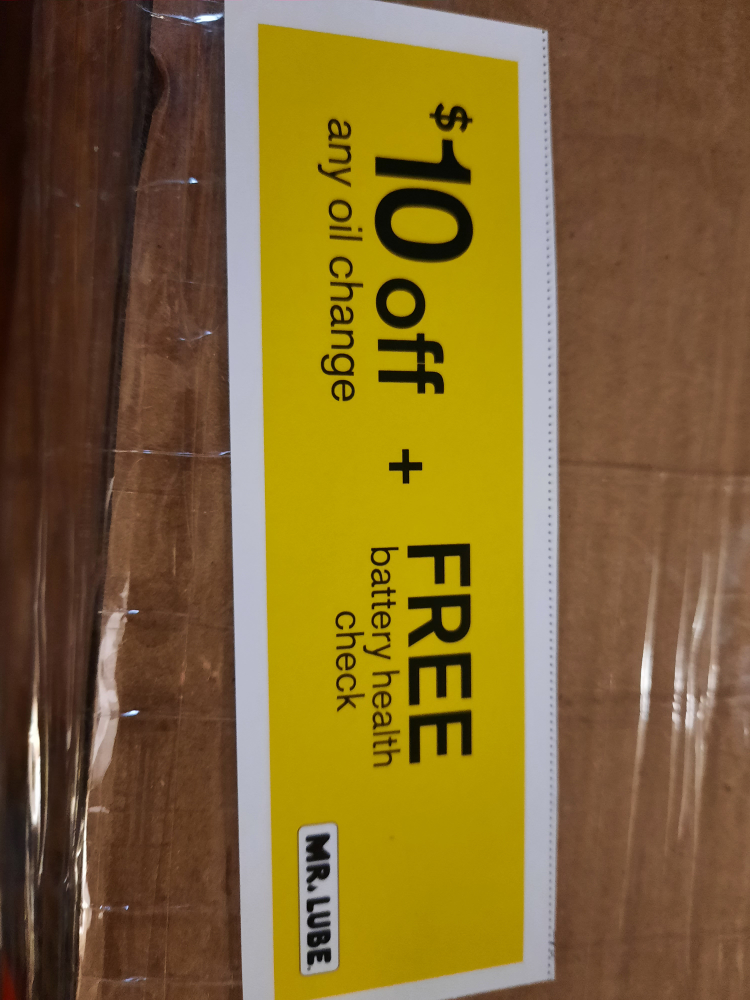 $10 off
any oil change
+
FREE
battery health
check
MR. LUBE.